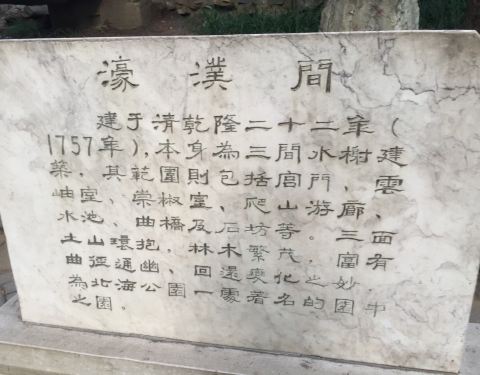 濠濮間
建于清乾隆二十二年(
1757年),本身為三間水榭建
築,其範圍則包括宮門、雲
岫室、崇椒室、爬山游廊、
水池、曲橋及石坊等。三面
土山環抱,林木繁茂,富有
曲徑通幽、回還變化之妙,
為北海公園一處著名的園中
之園。